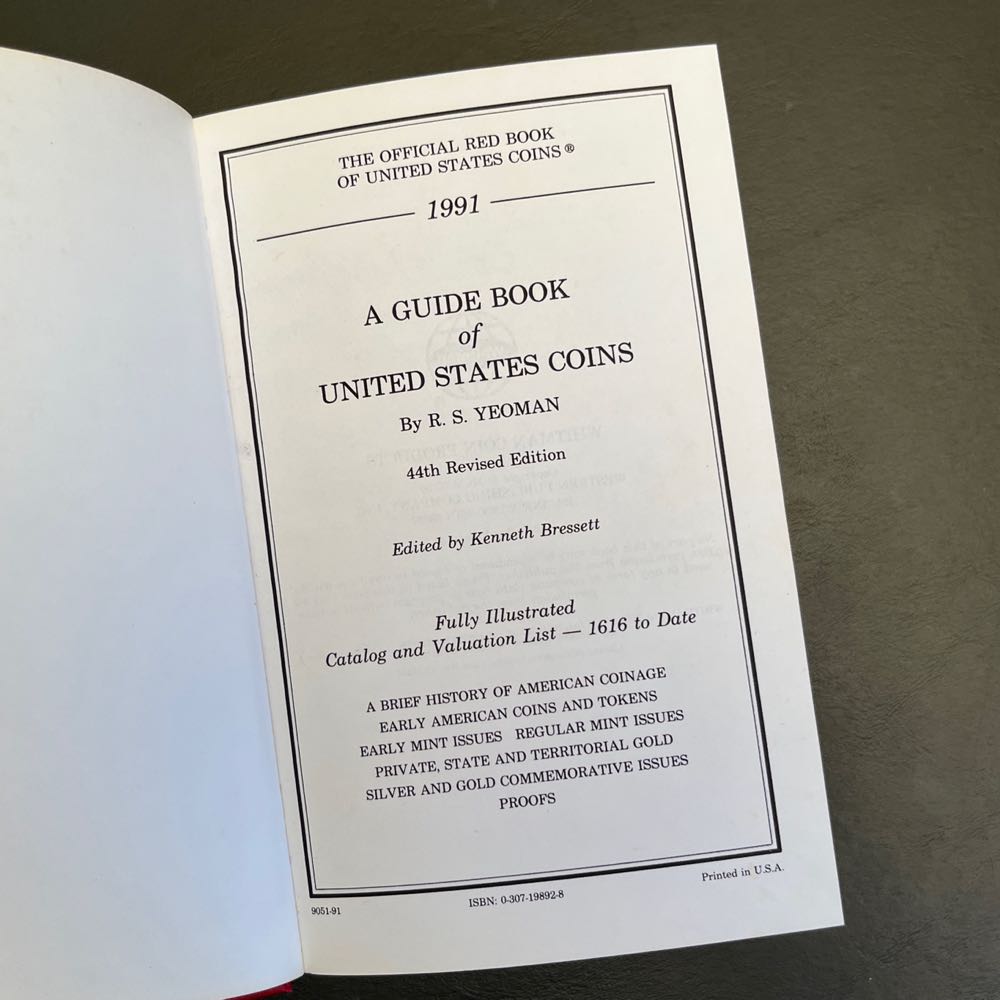 THE OFFICIAL RED BOOK
OF UNITED STATES COINS®
1991
A GUIDE BOOK
of
UNITED STATES COINS
By R. S. YEOMAN
44th Revised Edition
Edited by Kenneth Bressett
Fully Illustrated
Catalog and Valuation List — 1616 to Date
A BRIEF HISTORY OF AMERICAN COINAGE
EARLY AMERICAN COINS AND TOKENS
EARLY MINT ISSUES REGULAR MINT ISSUES
PRIVATE, STATE AND TERRITORIAL GOLD
SILVER AND GOLD COMMEMORATIVE ISSUES
PROOFS
9051-91 ISBN: 0-307-19892-8 Printed in U.S.A.